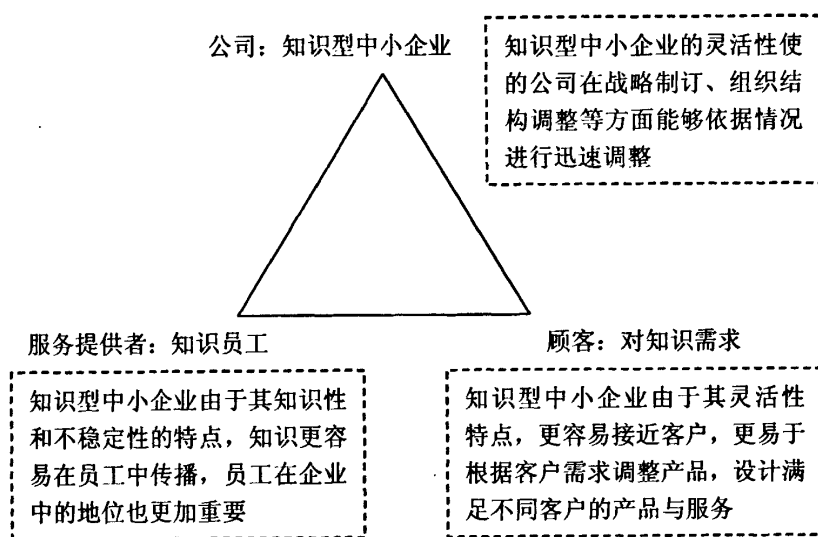 公司：知识型中小企业
知识型中小企业的灵活性使
的公司在战略制订、组织结
构调整等方面能够依据情况
进行迅速调整
服务提供者：知识员工
知识型中小企业由于其知识性
和不稳定性的特点，知识更容
易在员工中传播，员工在企业
中的地位也更加重要
顾客：对知识需求
知识型中小企业由于其灵活性
特点，更容易接近客户，更易于
根据客户需求调整产品，设计满
足不同客户的产品与服务